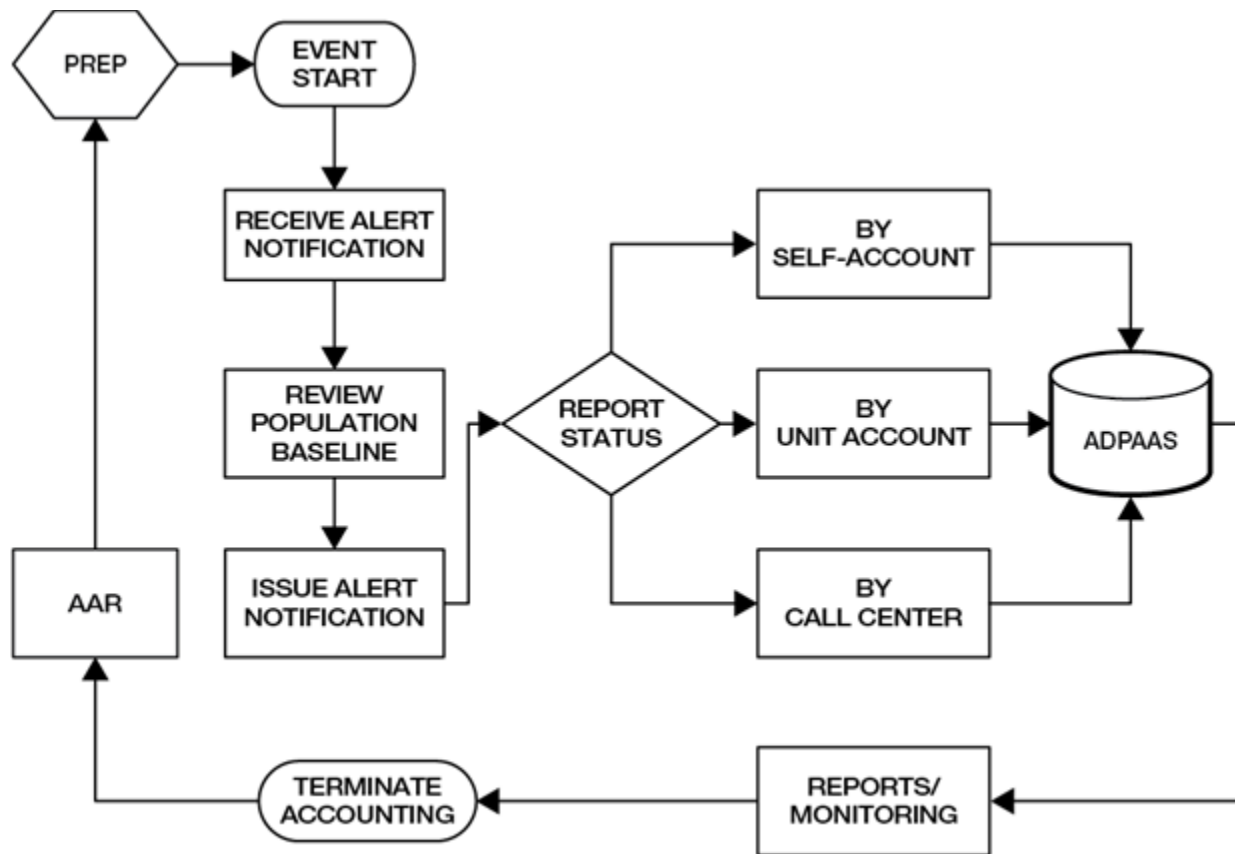 PREP
EVENT
START
RECEIVE ALERT
NOTIFICATION
REVIEW
POPULATION
BASELINE
ISSUE ALERT
NOTIFICATION
REPORT
STATUS
BY
SELF-ACCOUNT
BY
UNIT ACCOUNT
BY
CALL CENTER
ADPAAS
REPORTS/
MONITORING
TERMINATE
ACCOUNTING
AAR